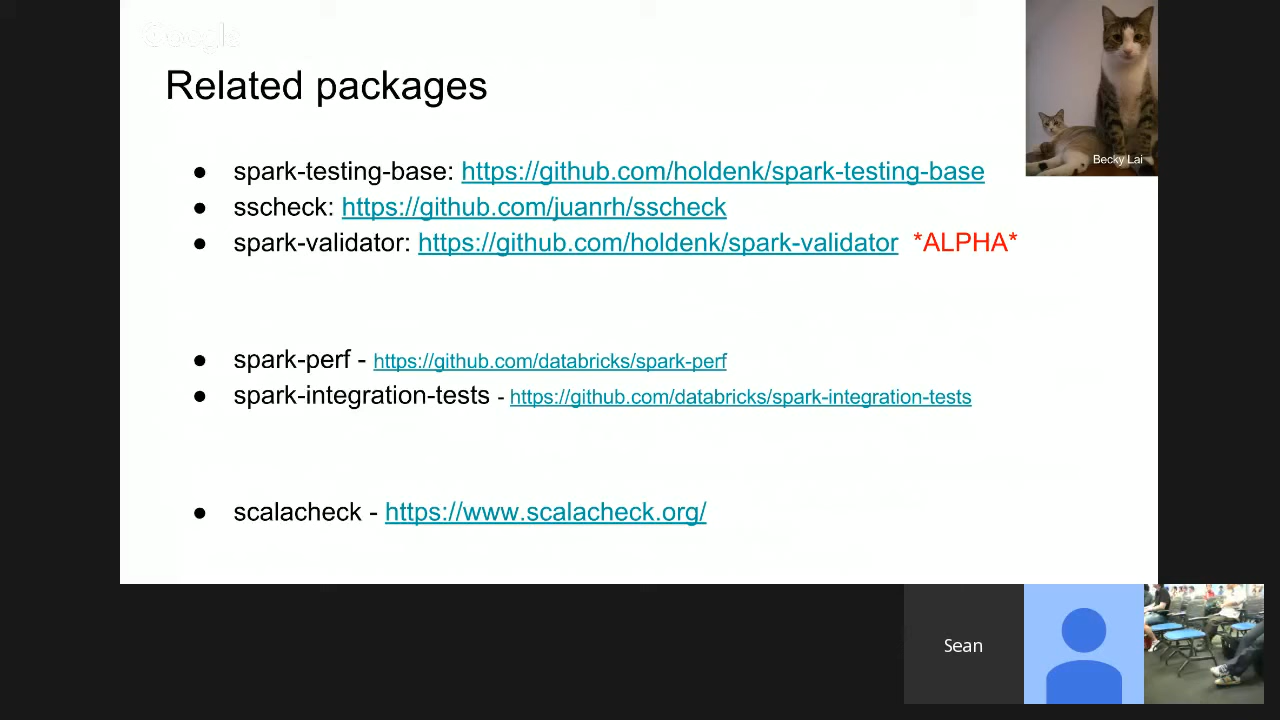 Google
Related packages
● spark-testing-base: https://github.com/holdenk/spark-testing-base
● sscheck: https://github.com/juanrh/sscheck
● spark-validator: https://github.com/holdenk/spark-validator *ALPHA*
● spark-perf - https://github.com/databricks/spark-perf
● spark-integration-tests - https://github.com/databricks/spark-integration-tests
● scalacheck - https://www.scalacheck.org/
Becky Lai
Sean